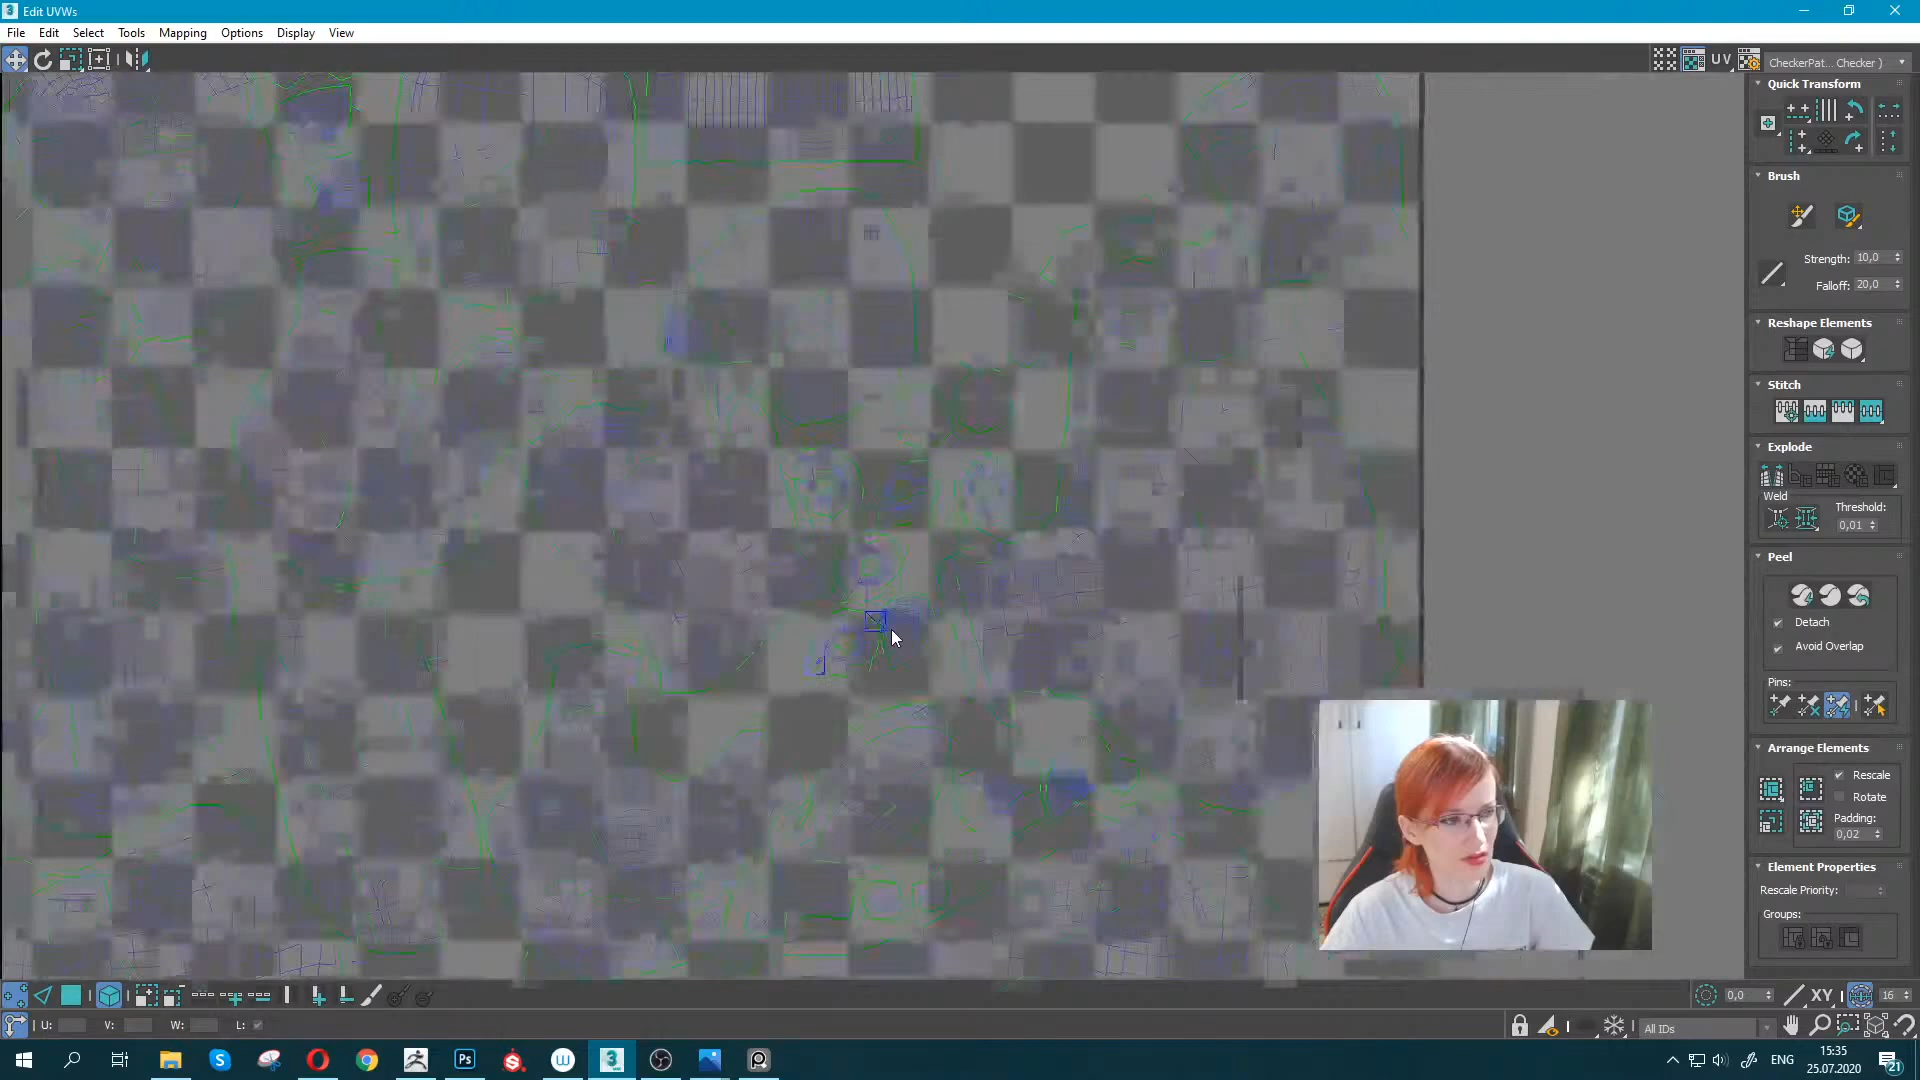 Edit UVWs
File Edit Select Tools Mapping Options Display View
UV CheckerPat... Checker )
Quick Transform
Brush
Strength: 10,0
Falloff: 20,0
Reshape Elements
Stitch
Explode
Weld
Threshold:
0,01
Peel
Detach
Avoid Overlap
Pins:
Arrange Elements
Rescale
Rotate
Padding:
0,02
Element Properties
Rescale Priority:
Groups:
0,0 XY 16
U: V: W: L: All IDs
ENG 15:35
25.07.2020 21